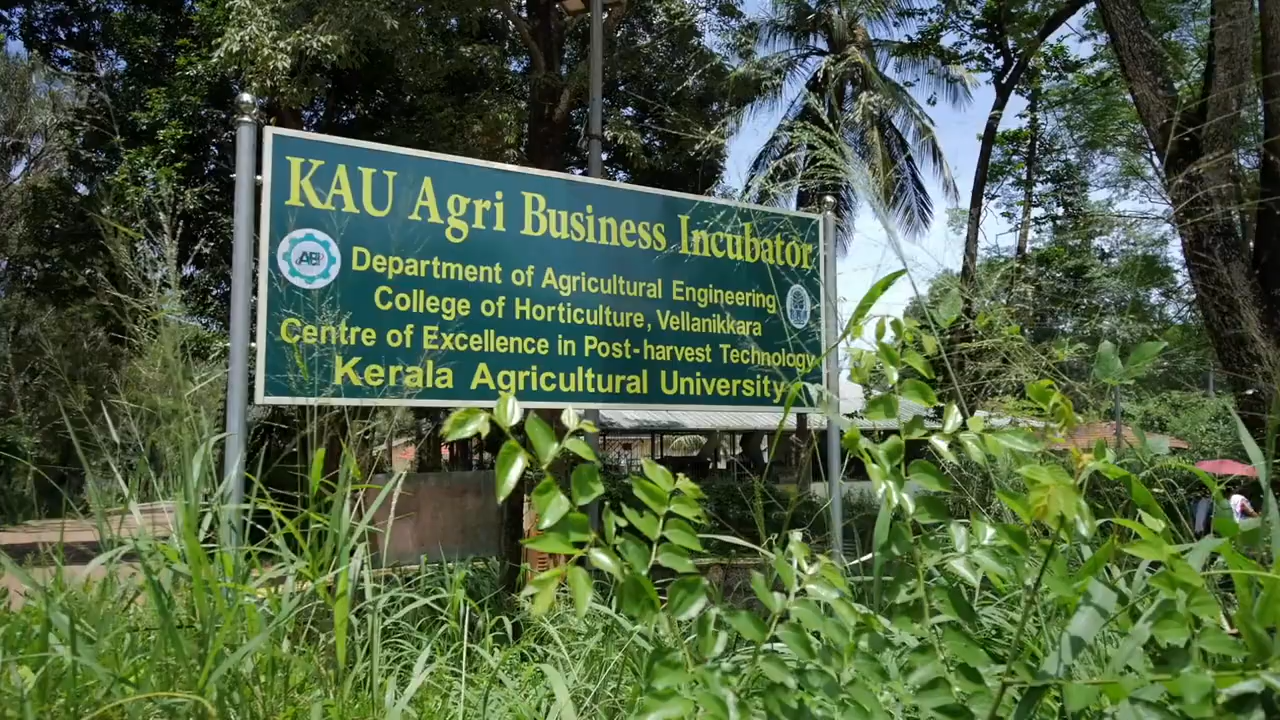 KAU Agri Business Incubator
ABI
Department of Agricultural Engineering
College of Horticulture, Vellanikkara
Centre of Excellence in Post-harvest Technology
Kerala Agricultural University